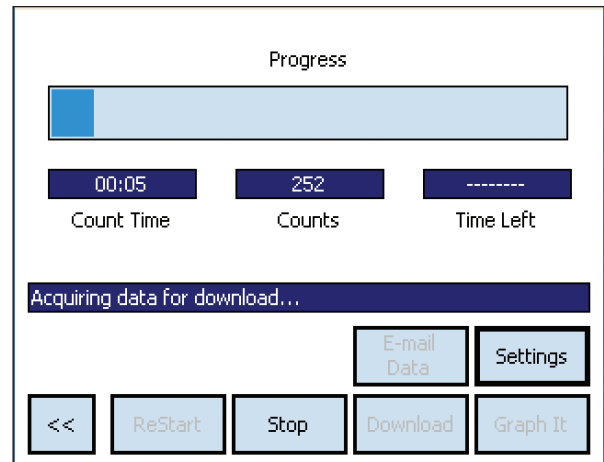 Progress
00:05 252 --------
Count Time Counts Time Left
Acquiring data for download...
E-mail
Data
Settings
<< ReStart Stop Download Graph It